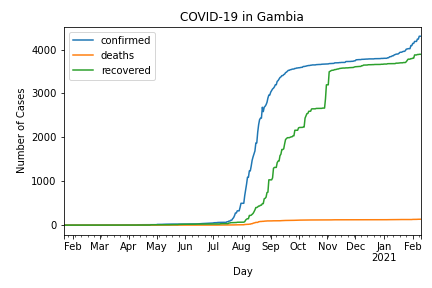 COVID-19 in Gambia
confirmed
deaths
recovered
Number of Cases
4000
3000
2000
1000
0
Feb Mar Apr May Jun Jul Aug Sep Oct Nov Dec Jan Feb
2021
Day